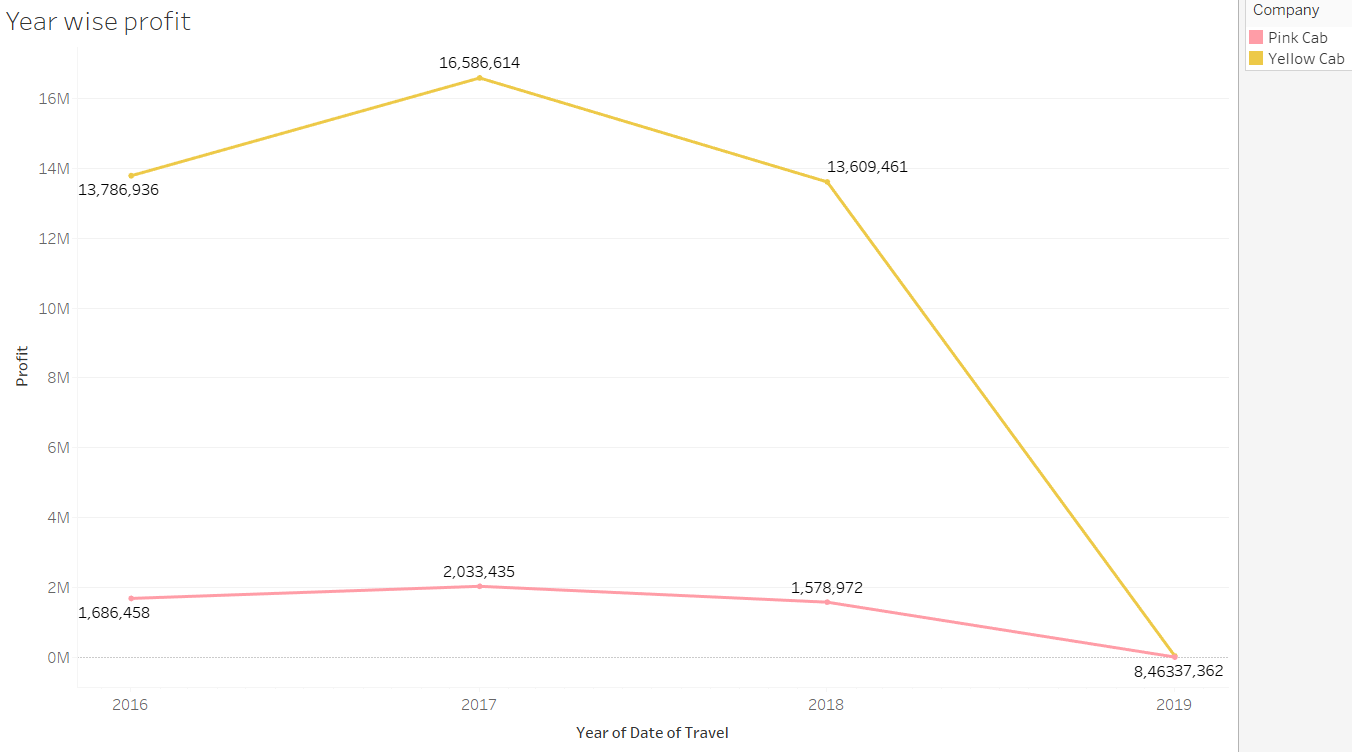 Year wise profit
Company
Pink Cab
Yellow Cab
16,586,614
16M
14M
13,609,461
13,786,936
12M
10M
Profit
8M
6M
4M
2,033,435
2M
1,578,972
1,686,458
0M
8,46337,362
2016
2017
2018
2019
Year of Date of Travel